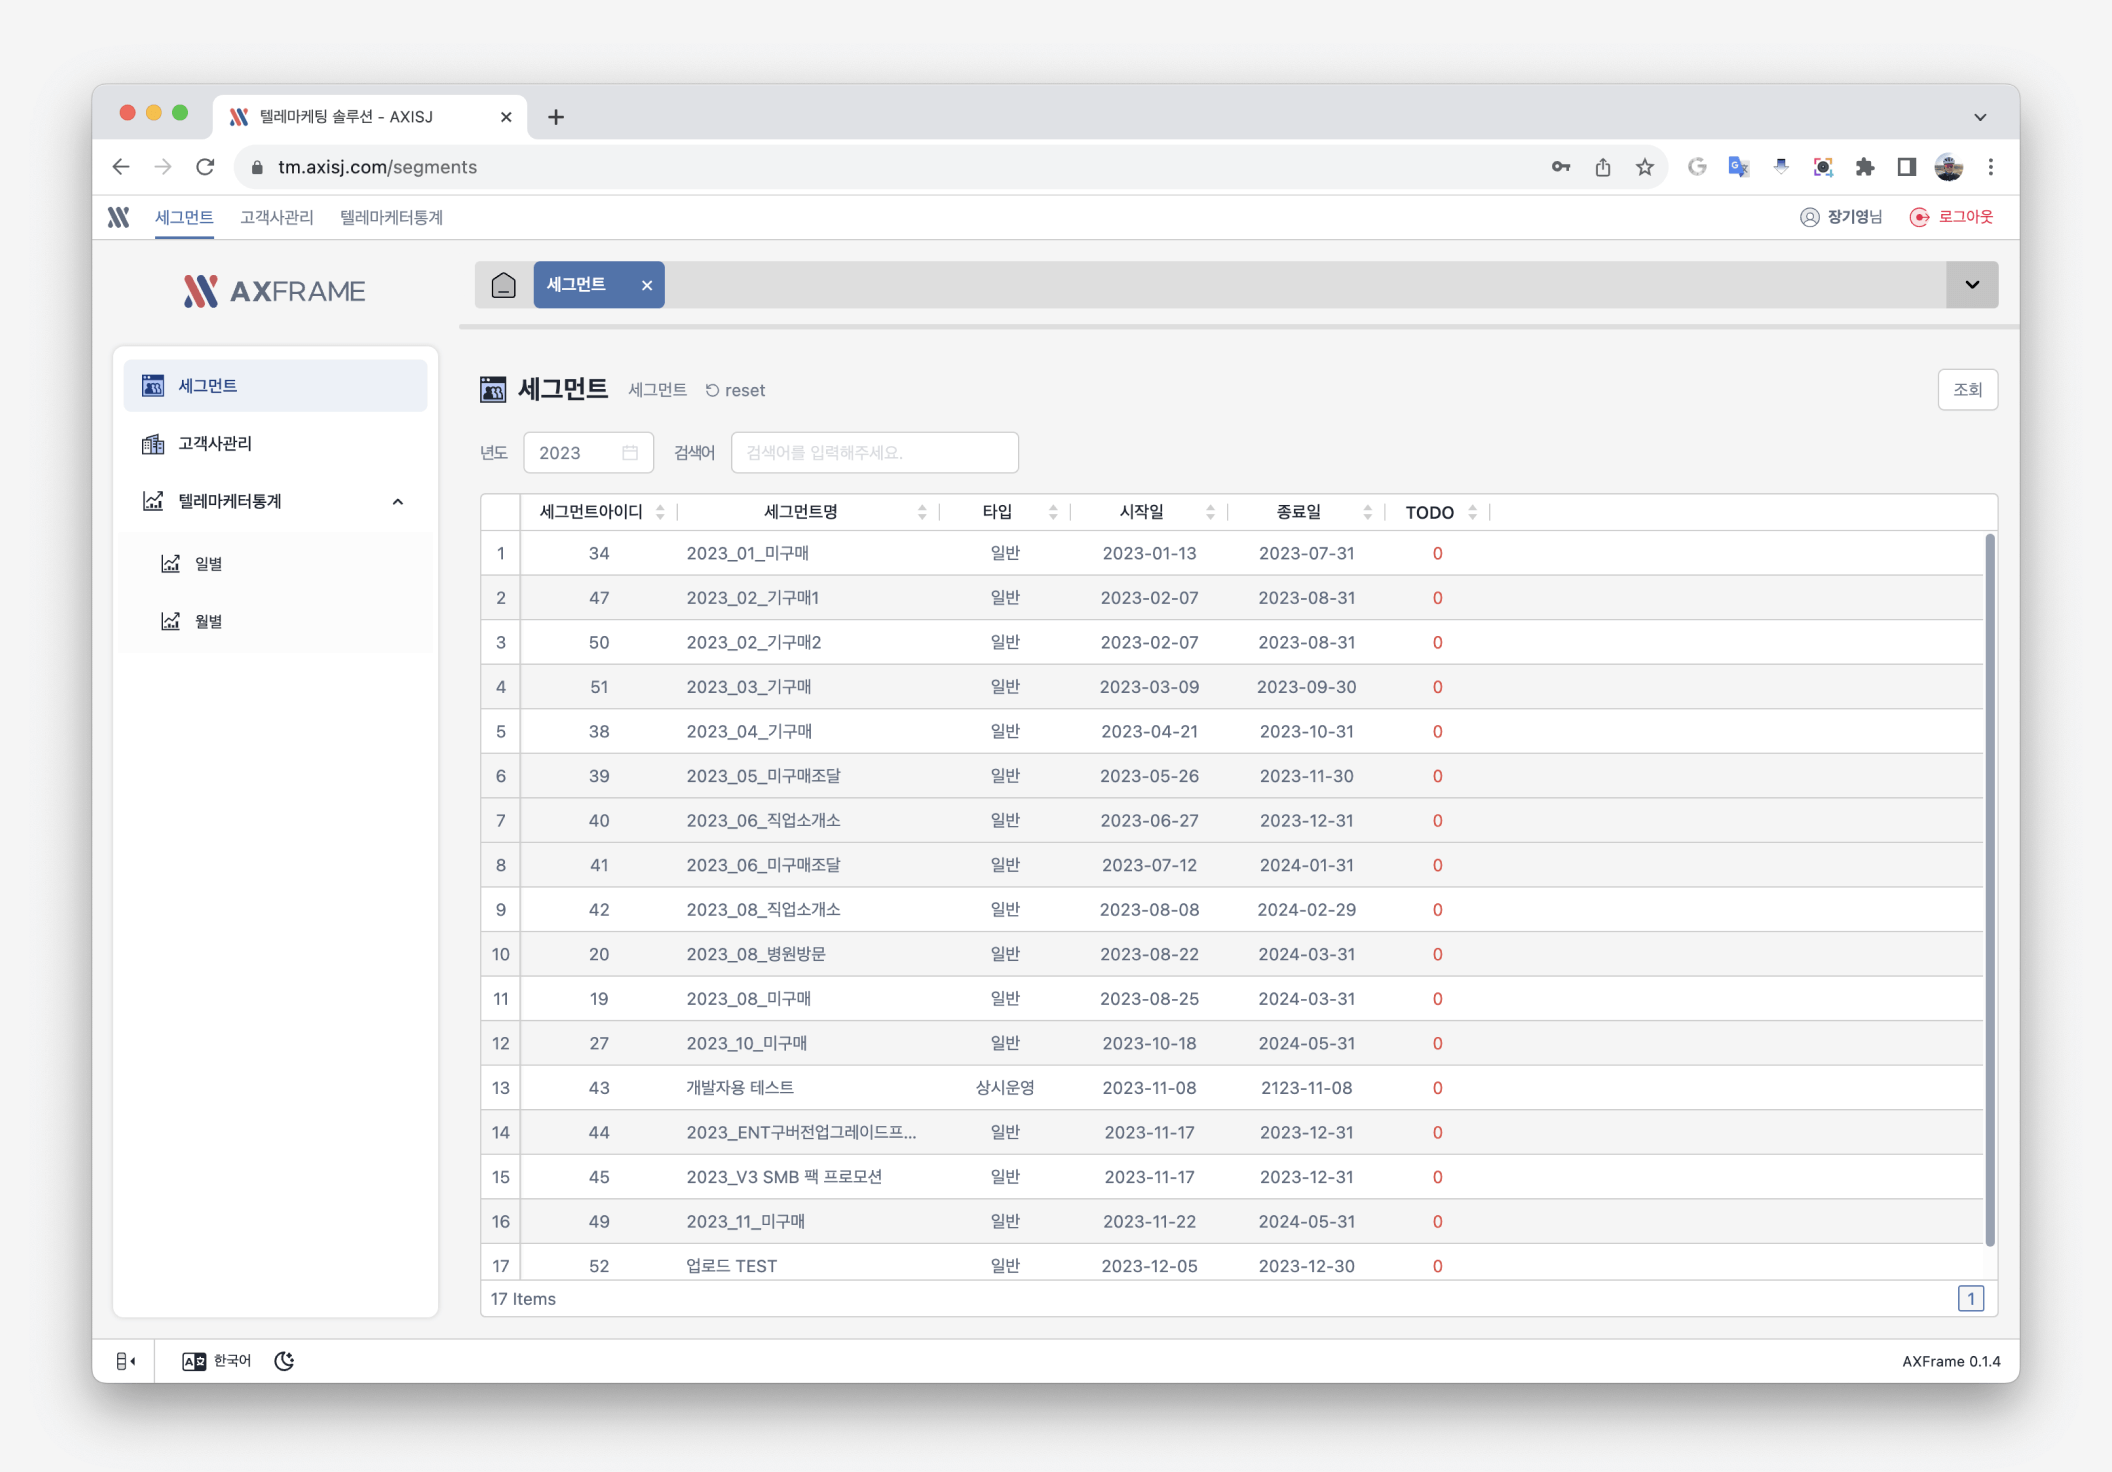 텔레마케팅 솔루션 - AXISJ
tm.axisj.com/segments
세그먼트 고객사관리 텔레마케터통계 장기영님 로그아웃
AXFRAME
세그먼트
세그먼트
고객사관리
텔레마케터통계
일별
월별
세그먼트 세그먼트 reset 조회
년도 2023 검색어 검색어를 입력해주세요.
세그먼트아이디 세그먼트명 타입 시작일 종료일 TODO
1 34 2023_01_미구매 일반 2023-01-13 2023-07-31 0
2 47 2023_02_기구매1 일반 2023-02-07 2023-08-31 0
3 50 2023_02_기구매2 일반 2023-02-07 2023-08-31 0
4 51 2023_03_기구매 일반 2023-03-09 2023-09-30 0
5 38 2023_04_기구매 일반 2023-04-21 2023-10-31 0
6 39 2023_05_미구매조달 일반 2023-05-26 2023-11-30 0
7 40 2023_06_직업소개소 일반 2023-06-27 2023-12-31 0
8 41 2023_06_미구매조달 일반 2023-07-12 2024-01-31 0
9 42 2023_08_직업소개소 일반 2023-08-08 2024-02-29 0
10 20 2023_08_병원방문 일반 2023-08-22 2024-03-31 0
11 19 2023_08_미구매 일반 2023-08-25 2024-03-31 0
12 27 2023_10_미구매 일반 2023-10-18 2024-05-31 0
13 43 개발자용 테스트 상시운영 2023-11-08 2123-11-08 0
14 44 2023_ENT구버전업그레이드프... 일반 2023-11-17 2023-12-31 0
15 45 2023_V3 SMB 팩 프로모션 일반 2023-11-17 2023-12-31 0
16 49 2023_11_미구매 일반 2023-11-22 2024-05-31 0
17 52 업로드 TEST 일반 2023-12-05 2023-12-30 0
17 Items 1
한국어 AXFrame 0.1.4